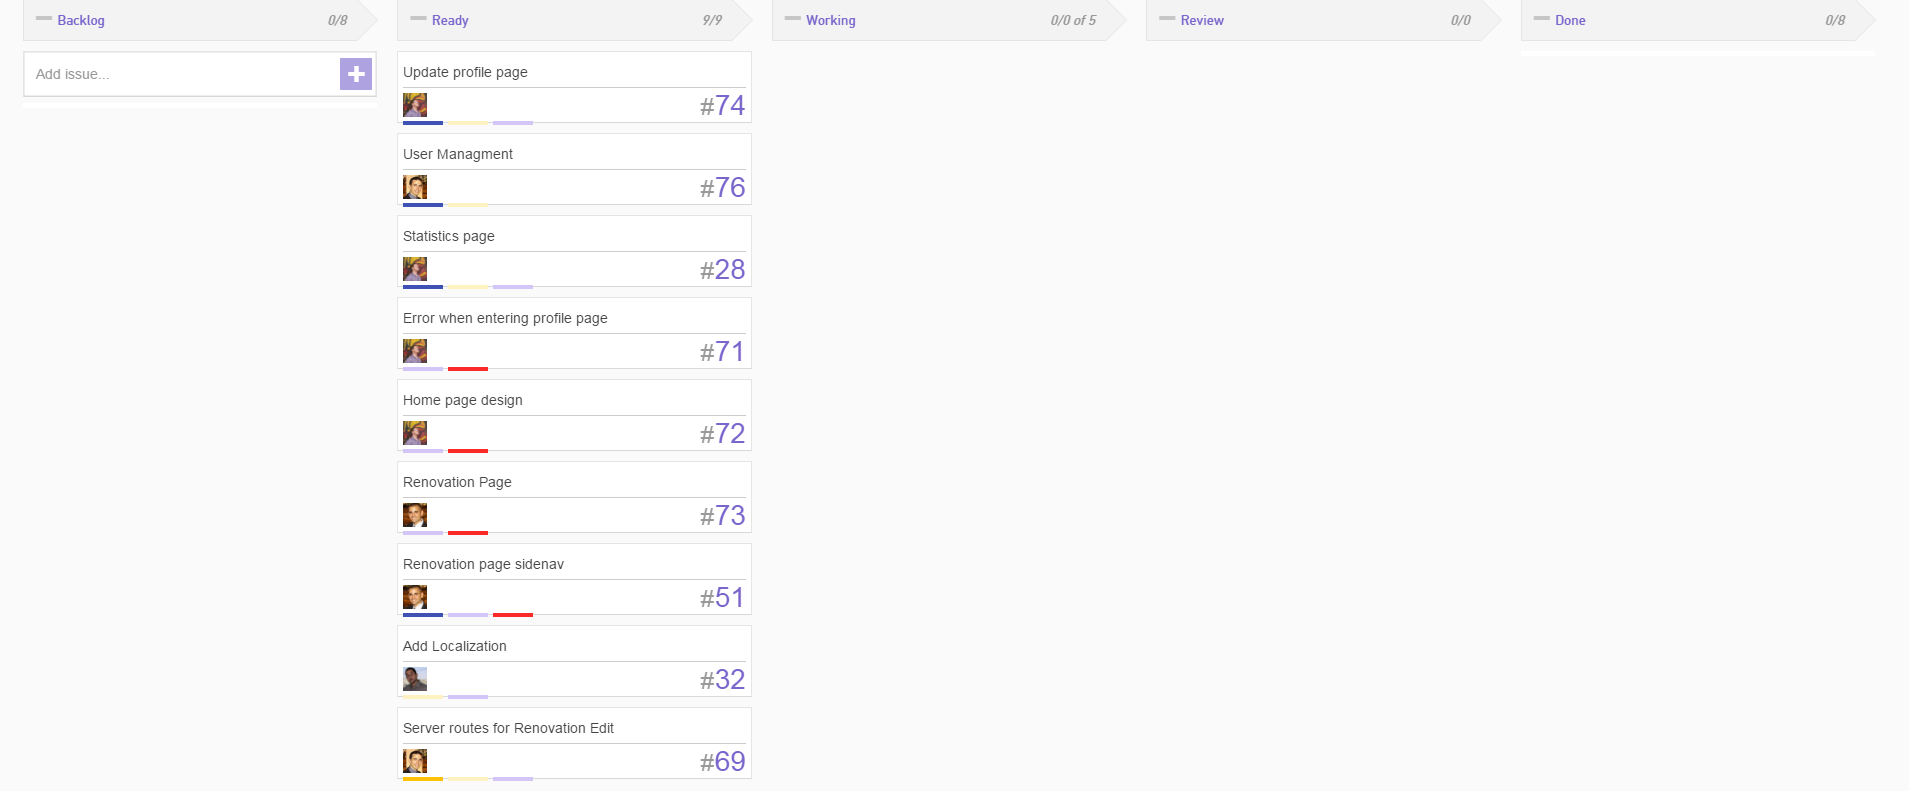 Backlog 0/8
Ready 9/9
Working 0/0 of 5
Review 0/0
Done 0/8
Add issue...
Update profile page
#74
User Managment
#76
Statistics page
#28
Error when entering profile page
#71
Home page design
#72
Renovation Page
#73
Renovation page sidenav
#51
Add Localization
#32
Server routes for Renovation Edit
#69